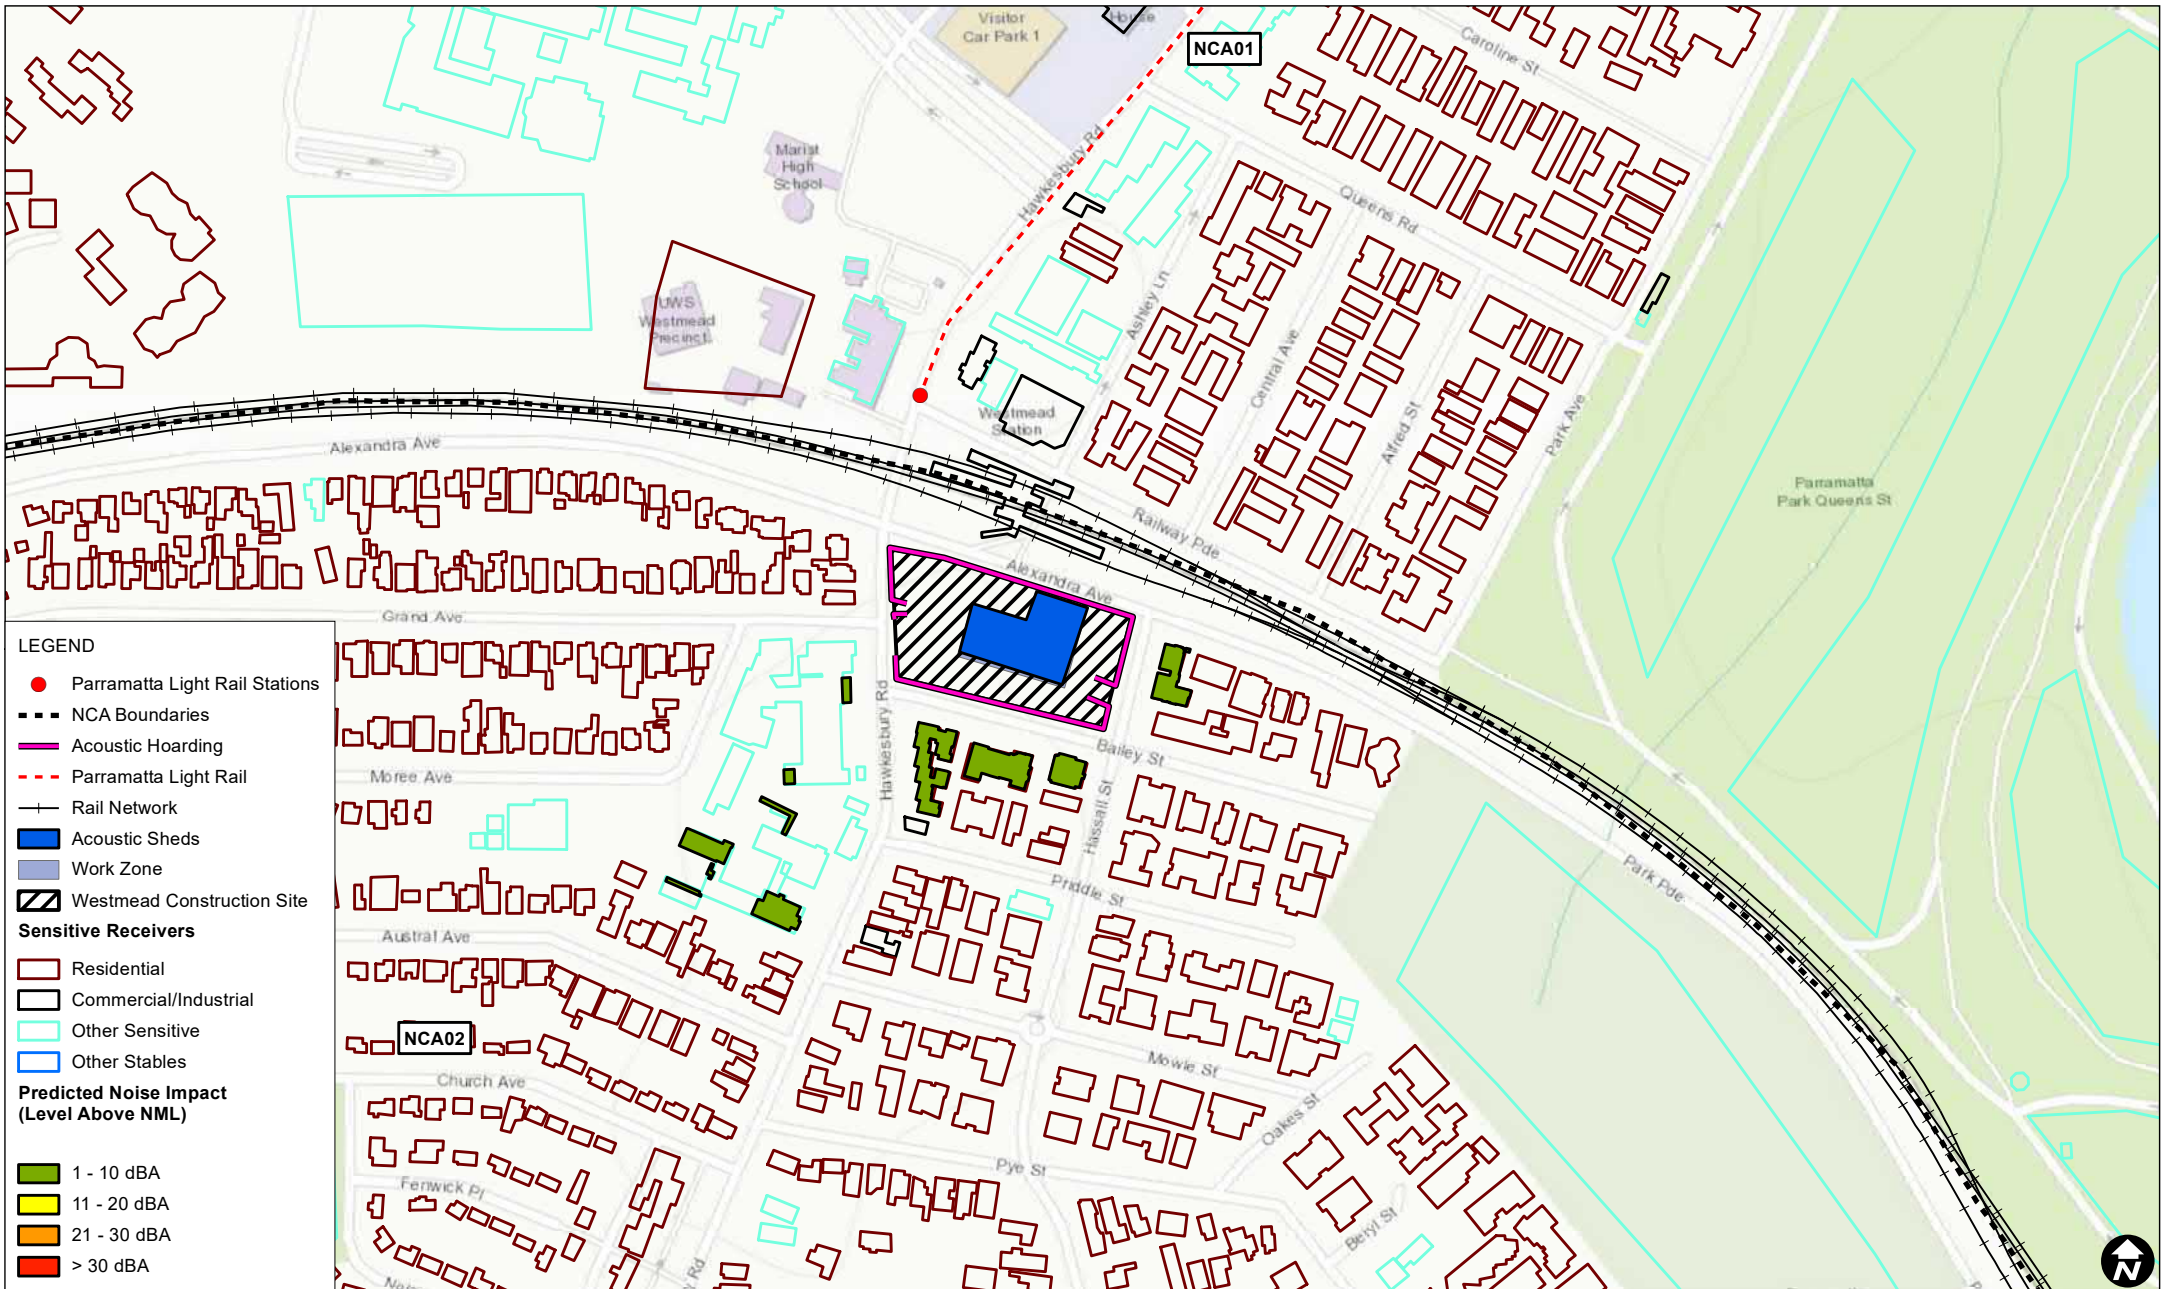 Visitor
Car Park 1
House
NCA01
Caroline St
Marist
High
School
Hawkesbury Rd
Queens Rd
UWS
Westmead
Precinct
Ashley Ln
Central Ave
Alfred St
Park Ave
Westmead
Station
Alexandra Ave
Parramatta
Park Queens St
Railway Pde
Alexandra Ave
Grand Ave
LEGEND
Parramatta Light Rail Stations
NCA Boundaries
Acoustic Hoarding
Parramatta Light Rail
Rail Network
Acoustic Sheds
Work Zone
Westmead Construction Site
Sensitive Receivers
Residential
Commercial/Industrial
Other Sensitive
Other Stables
Predicted Noise Impact
(Level Above NML)
1 - 10 dBA
11 - 20 dBA
21 - 30 dBA
> 30 dBA
Hawkesbury Rd
Bailey St
Moree Ave
Hassall St
Priddle St
Park Pde
Austral Ave
NCA02
Church Ave
Mowle St
Oakes St
Pye St
Fenwick Pl
Beryl St
N